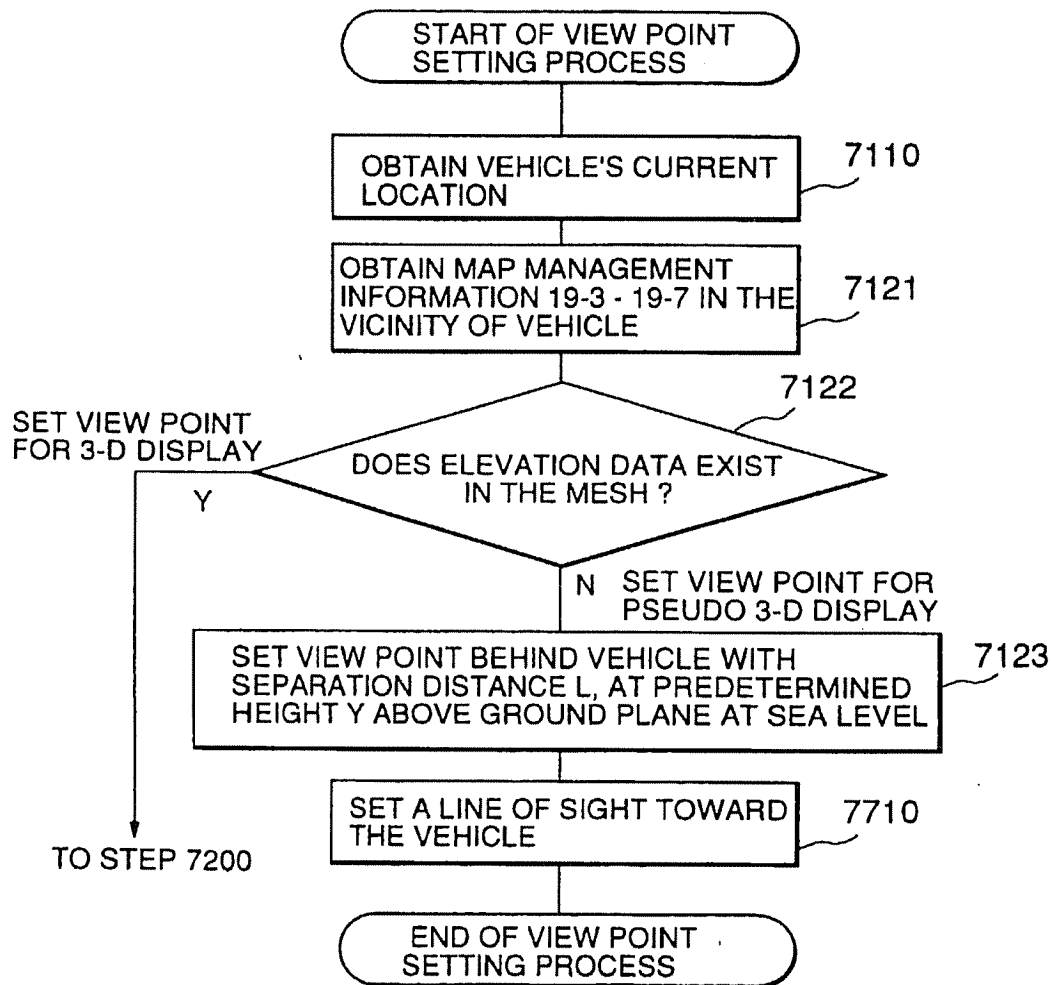 START OF VIEW POINT
SETTING PROCESS
OBTAIN VEHICLE'S CURRENT
LOCATION
7110
OBTAIN MAP MANAGEMENT
INFORMATION 19-3 - 19-7 IN THE
VICINITY OF VEHICLE
7121
7122
SET VIEW POINT
FOR 3-D DISPLAY
Y
DOES ELEVATION DATA EXIST
IN THE MESH ?
N
SET VIEW POINT FOR
PSEUDO 3-D DISPLAY
SET VIEW POINT BEHIND VEHICLE WITH
SEPARATION DISTANCE L, AT PREDETERMINED
HEIGHT Y ABOVE GROUND PLANE AT SEA LEVEL
7123
SET A LINE OF SIGHT TOWARD
THE VEHICLE
7710
TO STEP 7200
END OF VIEW POINT
SETTING PROCESS